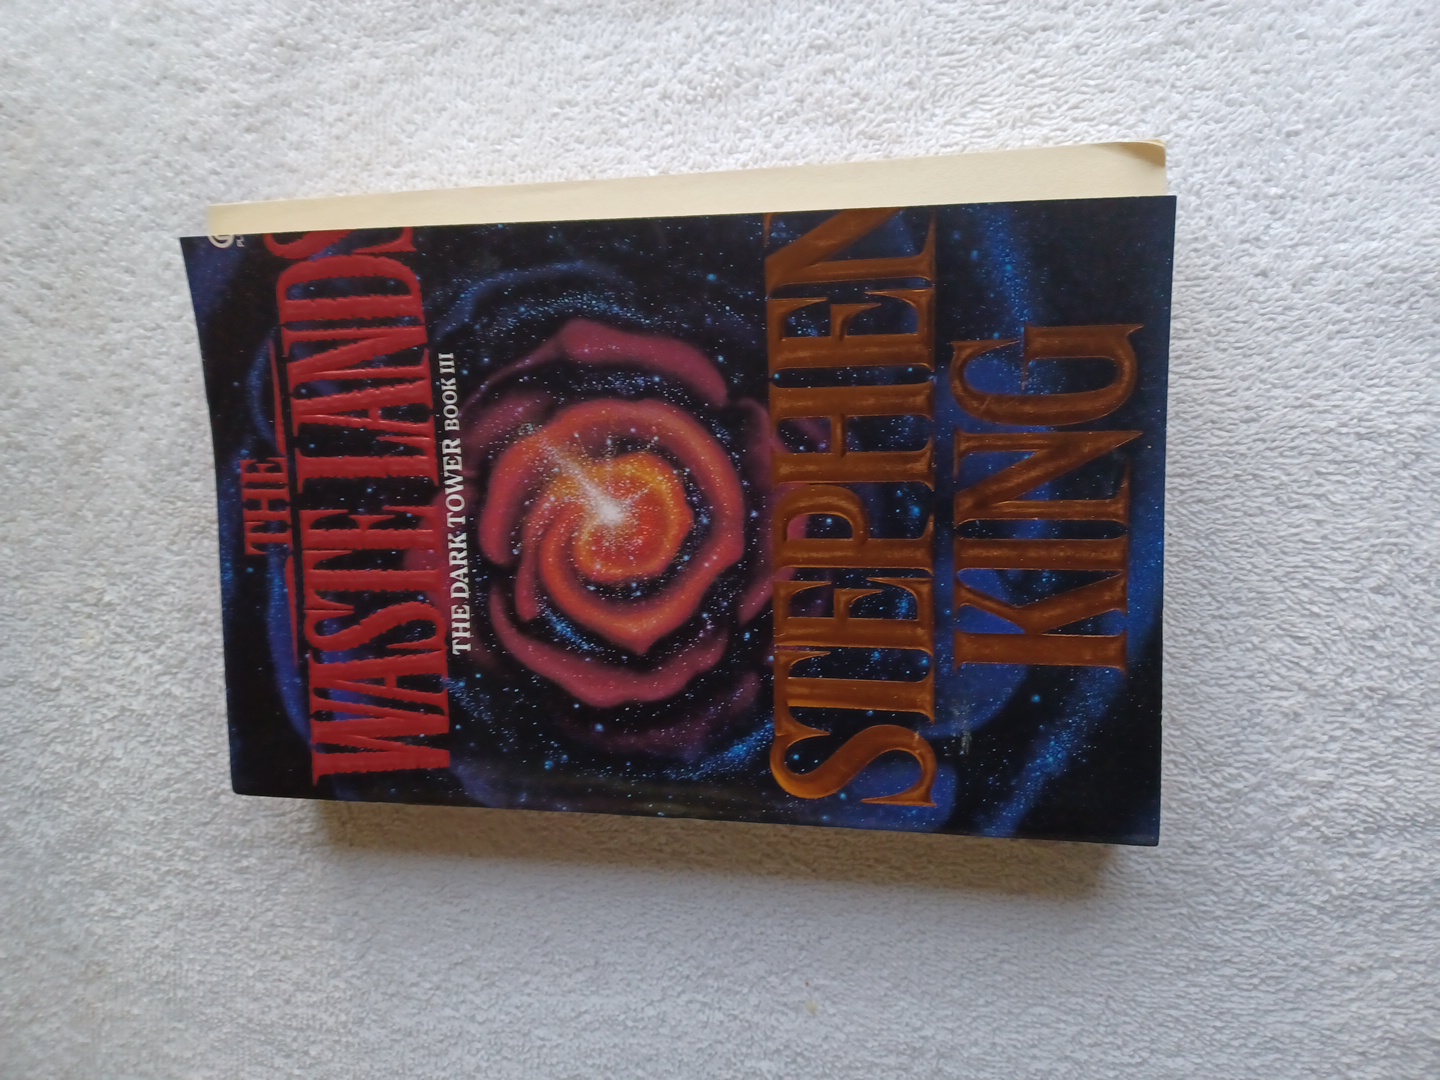 THE
WASTE LANDS
THE DARK TOWER BOOK III
STEPHEN
KING